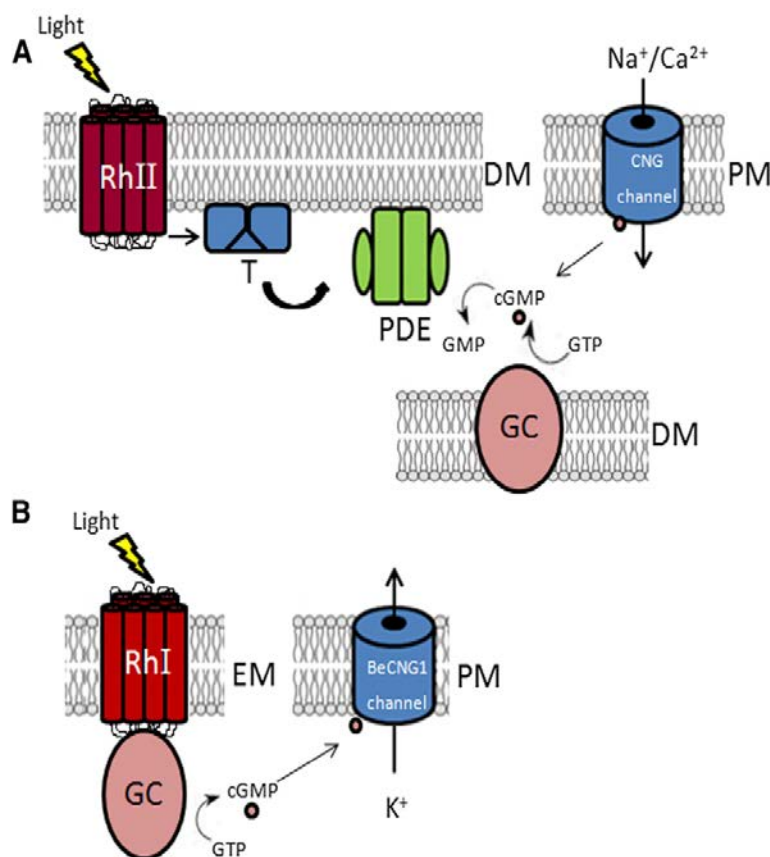 A
Light
Na⁺/Ca²⁺
RhII
DM
CNG
channel
PM
T
PDE
cGMP
GMP
GTP
GC
DM
B
Light
RhI
EM
BeCNG1
channel
PM
GC
cGMP
GTP
K⁺